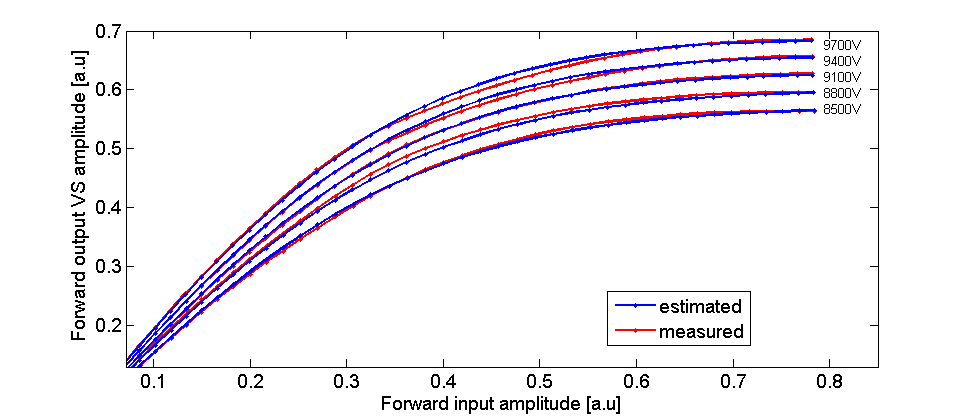 0.7
0.6
0.5
0.4
0.3
0.2
Forward output VS amplitude [a.u]
9700V
9400V
9100V
8800V
8500V
estimated
measured
0.1
0.2
0.3
0.4
0.5
0.6
0.7
0.8
Forward input amplitude [a.u]